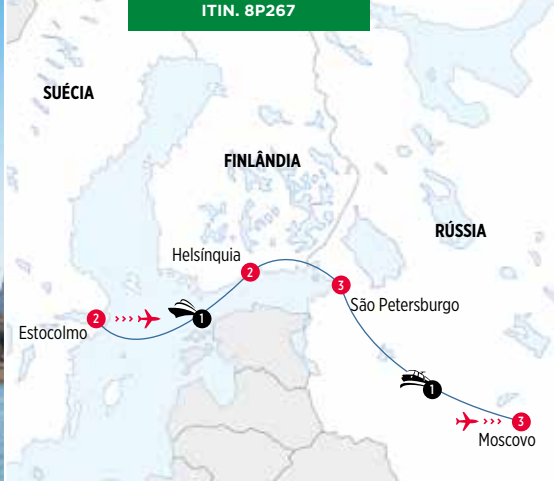 ITIN. 8P267
SUÉCIA
FINLÂNDIA
RÚSSIA
Helsínquia
2
3
São Petersburgo
Estocolmo
2
›››
1
1
›››
3
Moscovo